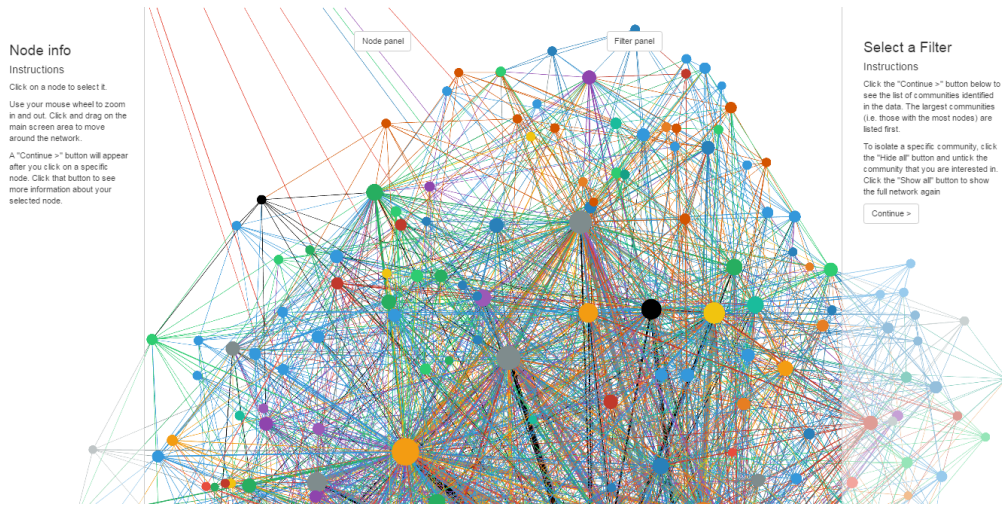 Node info
Instructions
Click on a node to select it.
Use your mouse wheel to zoom
in and out. Click and drag on the
main screen area to move
around the network.
A "Continue >" button will appear
after you click on a specific
node. Click that button to see
more information about your
selected node.
Node panel
Filter panel
Select a Filter
Instructions
Click the "Continue >" button below to
see the list of communities identified
in the data. The largest communities
(i.e. those with the most nodes) are
listed first.
To isolate a specific community, click
the "Hide all" button and untick the
community that you are interested in.
Click the "Show all" button to show
the full network again
Continue >